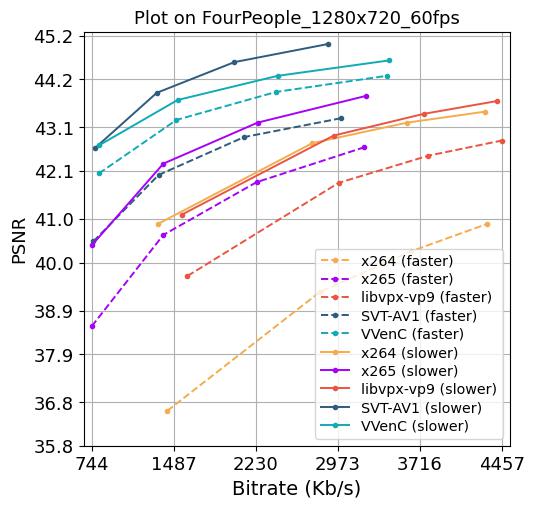 Plot on FourPeople_1280x720_60fps
45.2
44.2
43.1
42.1
41.0
40.0
38.9
37.9
36.8
35.8
PSNR
x264 (faster)
x265 (faster)
libvpx-vp9 (faster)
SVT-AV1 (faster)
VVenC (faster)
x264 (slower)
x265 (slower)
libvpx-vp9 (slower)
SVT-AV1 (slower)
VVenC (slower)
744 1487 2230 2973 3716 4457
Bitrate (Kb/s)